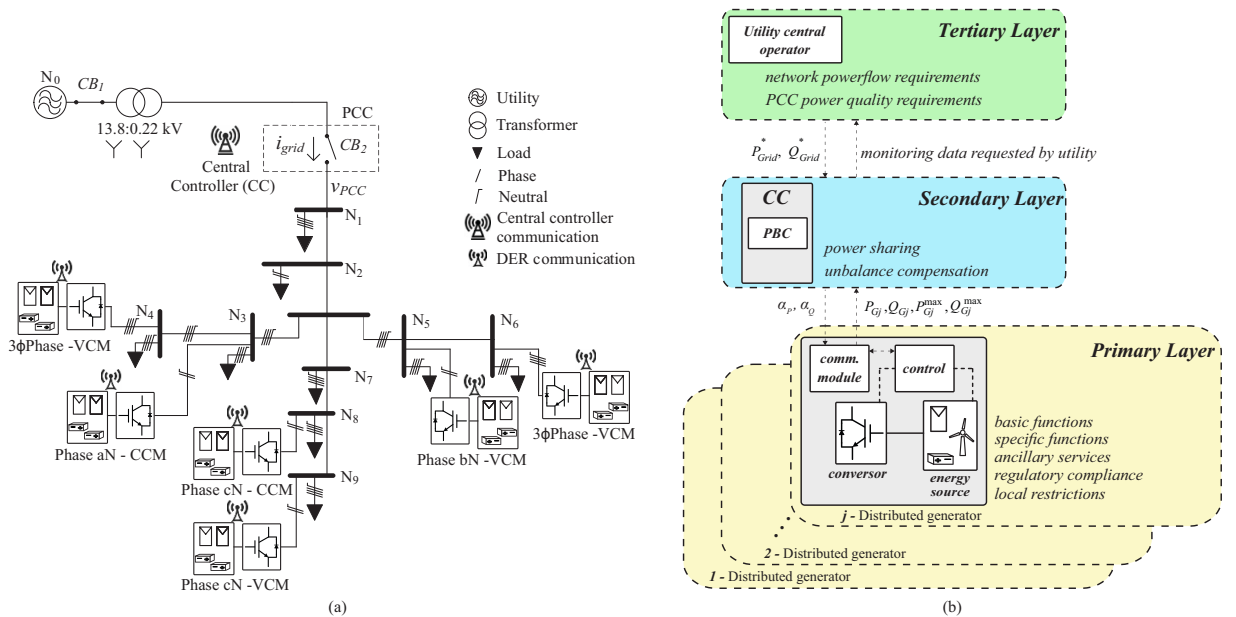 N0
CB1
13.8:0.22 kV
Central
Controller (CC)
PCC
igrid
CB2
vPCC
Utility
Transformer
Load
Phase
Neutral
Central controller
communication
DER communication
N1
N2
N4
N3
N5
N6
3ϕPhase -VCM
N7
Phase aN - CCM
N8
Phase bN -VCM
3ϕPhase -VCM
Phase cN - CCM
N9
Phase cN -VCM
(a)
Utility central
operator
Tertiary Layer
network powerflow requirements
PCC power quality requirements
P*Grid, Q*Grid
monitoring data requested by utility
CC
PBC
Secondary Layer
power sharing
unbalance compensation
αP, αQ
PGj,QGj,PGjmax,QGjmax
Primary Layer
comm.
module
control
conversor
energy
source
basic functions
specific functions
ancillary services
regulatory compliance
local restrictions
j - Distributed generator
2 - Distributed generator
1 - Distributed generator
(b)